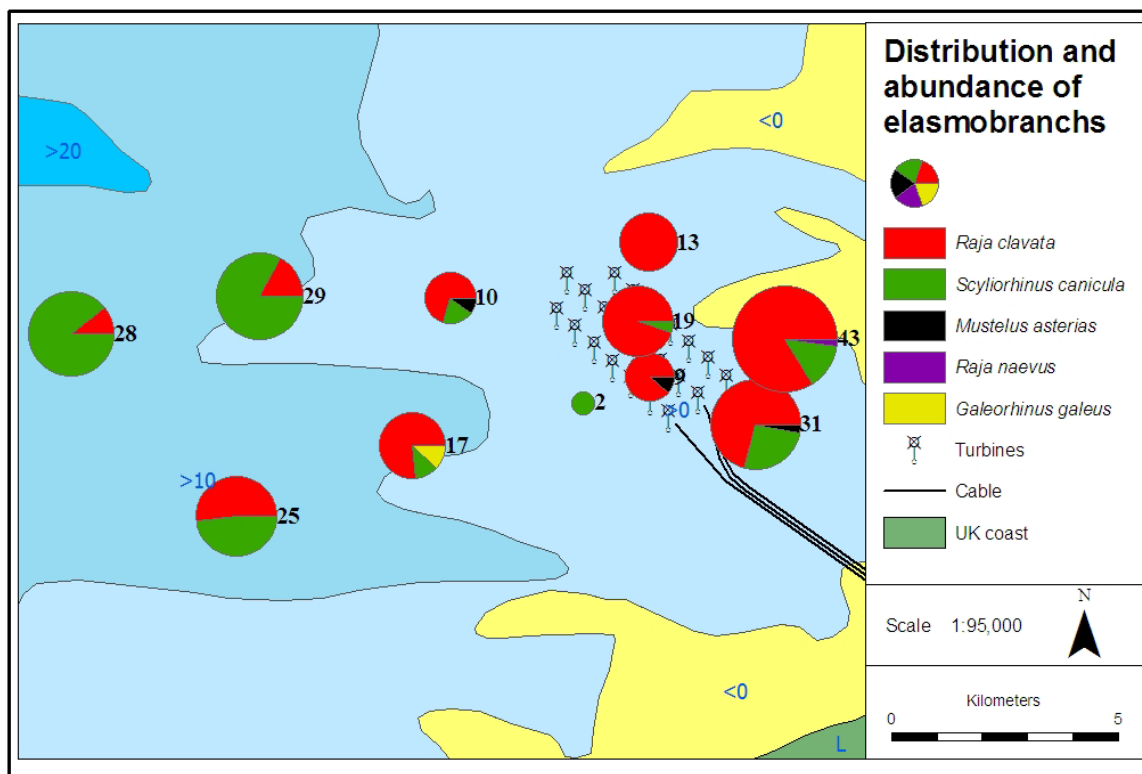 Distribution and
abundance of
elasmobranchs
Raja clavata
Scyliorhinus canicula
Mustelus asterias
Raja naevus
Galeorhinus galeus
Turbines
Cable
UK coast
Scale 1:95,000
N
Kilometers
0 5
<0
>20
13
29
10
28
19
43
9
2
>0
31
17
>10
25
<0
L